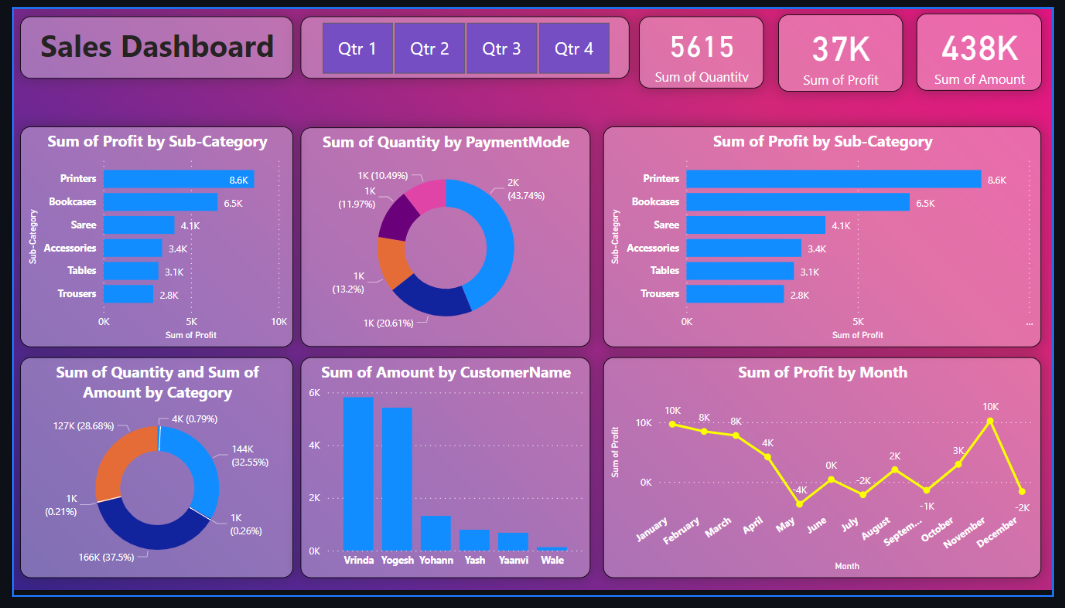 Sales Dashboard
Qtr 1 Qtr 2 Qtr 3 Qtr 4
5615
Sum of Quantity
37K
Sum of Profit
438K
Sum of Amount
Sum of Profit by Sub-Category
Sub-Category
Printers 8.6K
Bookcases 6.5K
Saree 4.1K
Accessories 3.4K
Tables 3.1K
Trousers 2.8K
0K 5K 10K
Sum of Profit
Sum of Quantity by PaymentMode
1K (10.49%)
2K
(43.74%)
1K
(11.97%)
1K
(13.2%)
1K (20.61%)
Sum of Profit by Sub-Category
Sub-Category
Printers 8.6K
Bookcases 6.5K
Saree 4.1K
Accessories 3.4K
Tables 3.1K
Trousers 2.8K
0K 5K ...
Sum of Profit
Sum of Quantity and Sum of
Amount by Category
127K (28.68%) 4K (0.79%)
144K
(32.55%)
1K
(0.21%)
1K
(0.26%)
166K (37.5%)
Sum of Amount by CustomerName
6K
4K
2K
0K
Vrinda Yogesh Yohann Yash Yaanvi Wale
Sum of Profit by Month
Sum of Profit
10K
0K
10K 8K 8K 4K -4K 0K -2K 2K -1K 3K 10K -2K
January February March April May June July August Septem... October November December
Month